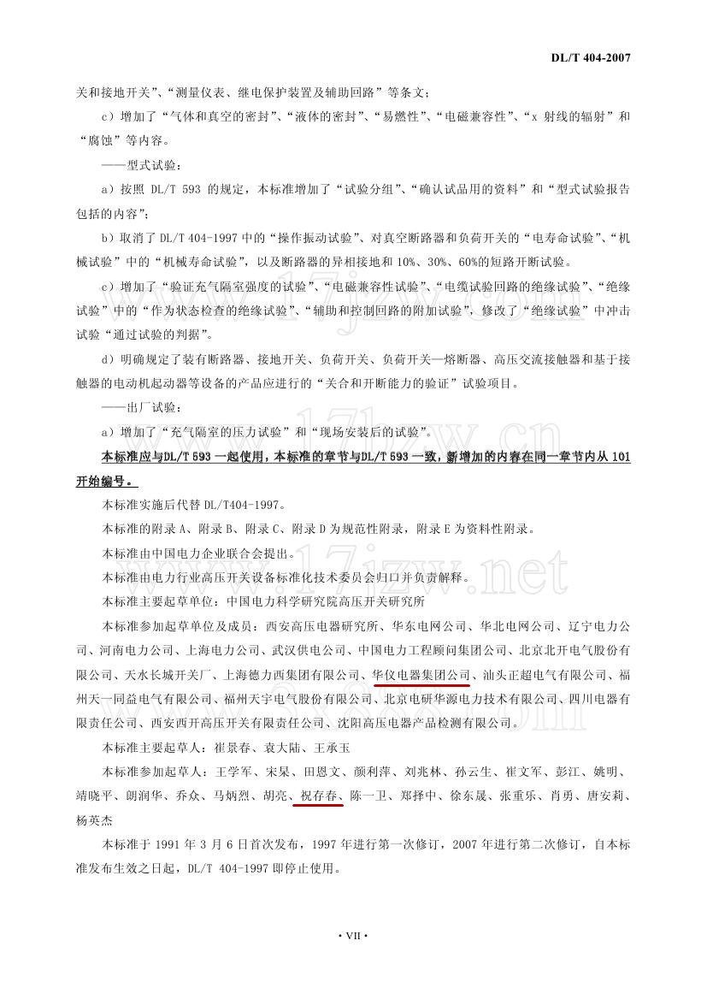 DL/T 404-2007
关和接地开关”、“测量仪表、继电保护装置及辅助回路”等条文；
c）增加了“气体和真空的密封”、“液体的密封”、“易燃性”、“电磁兼容性”、“x 射线的辐射”和
“腐蚀”等内容。
——型式试验：
a）按照 DL/T 593 的规定，本标准增加了“试验分组”、“确认试品用的资料”和“型式试验报告
包括的内容”；
b）取消了 DL/T 404-1997 中的“操作振动试验”、对真空断路器和负荷开关的“电寿命试验”、“机
械试验”中的“机械寿命试验”，以及断路器的异相接地和 10%、30%、60%的短路开断试验。
c）增加了“验证充气隔室强度的试验”、“电磁兼容性试验”、“电缆试验回路的绝缘试验”、“绝缘
试验”中的“作为状态检查的绝缘试验”、“辅助和控制回路的附加试验”，修改了“绝缘试验”中冲击
试验“通过试验的判据”。
www.17jzw.com
d）明确规定了装有断路器、接地开关、负荷开关、负荷开关—熔断器、高压交流接触器和基于接
触器的电动机起动器等设备的产品应进行的“关合和开断能力的验证”试验项目。
——出厂试验：
a）增加了“充气隔室的压力试验”和“现场安装后的试验”。
www.17bzw.cn
本标准应与DL/T 593 一起使用，本标准的章节与DL/T 593 一致，新增加的内容在同一章节内从 101
开始编号。
本标准实施后代替 DL/T404-1997。
本标准的附录 A、附录 B、附录 C、附录 D 为规范性附录，附录 E 为资料性附录。
本标准由中国电力企业联合会提出。
www.17jzw.net
本标准由电力行业高压开关设备标准化技术委员会归口并负责解释。
本标准主要起草单位：中国电力科学研究院高压开关研究所
本标准参加起草单位及成员：西安高压电器研究所、华东电网公司、华北电网公司、辽宁电力公
司、河南电力公司、上海电力公司、武汉供电公司、中国电力工程顾问集团公司、北京北开电气股份有
限公司、天水长城开关厂、上海德力西集团有限公司、华仪电器集团公司、汕头正超电气有限公司、福
州天一同益电气有限公司、福州天宇电气股份有限公司、北京电研华源电力技术有限公司、四川电器有
限责任公司、西安西开高压开关有限责任公司、沈阳高压电器产品检测有限公司。
www.3x888.com
本标准主要起草人：崔景春、袁大陆、王承玉
本标准参加起草人：王学军、宋杲、田恩文、颜利萍、刘兆林、孙云生、崔文军、彭江、姚明、
靖晓平、朗润华、乔众、马炳烈、胡亮、祝存春、陈一卫、郑择中、徐东晟、张重乐、肖勇、唐安莉、
杨英杰
本标准于 1991 年 3 月 6 日首次发布，1997 年进行第一次修订，2007 年进行第二次修订，自本标
准发布生效之日起，DL/T 404-1997 即停止使用。
·VII·